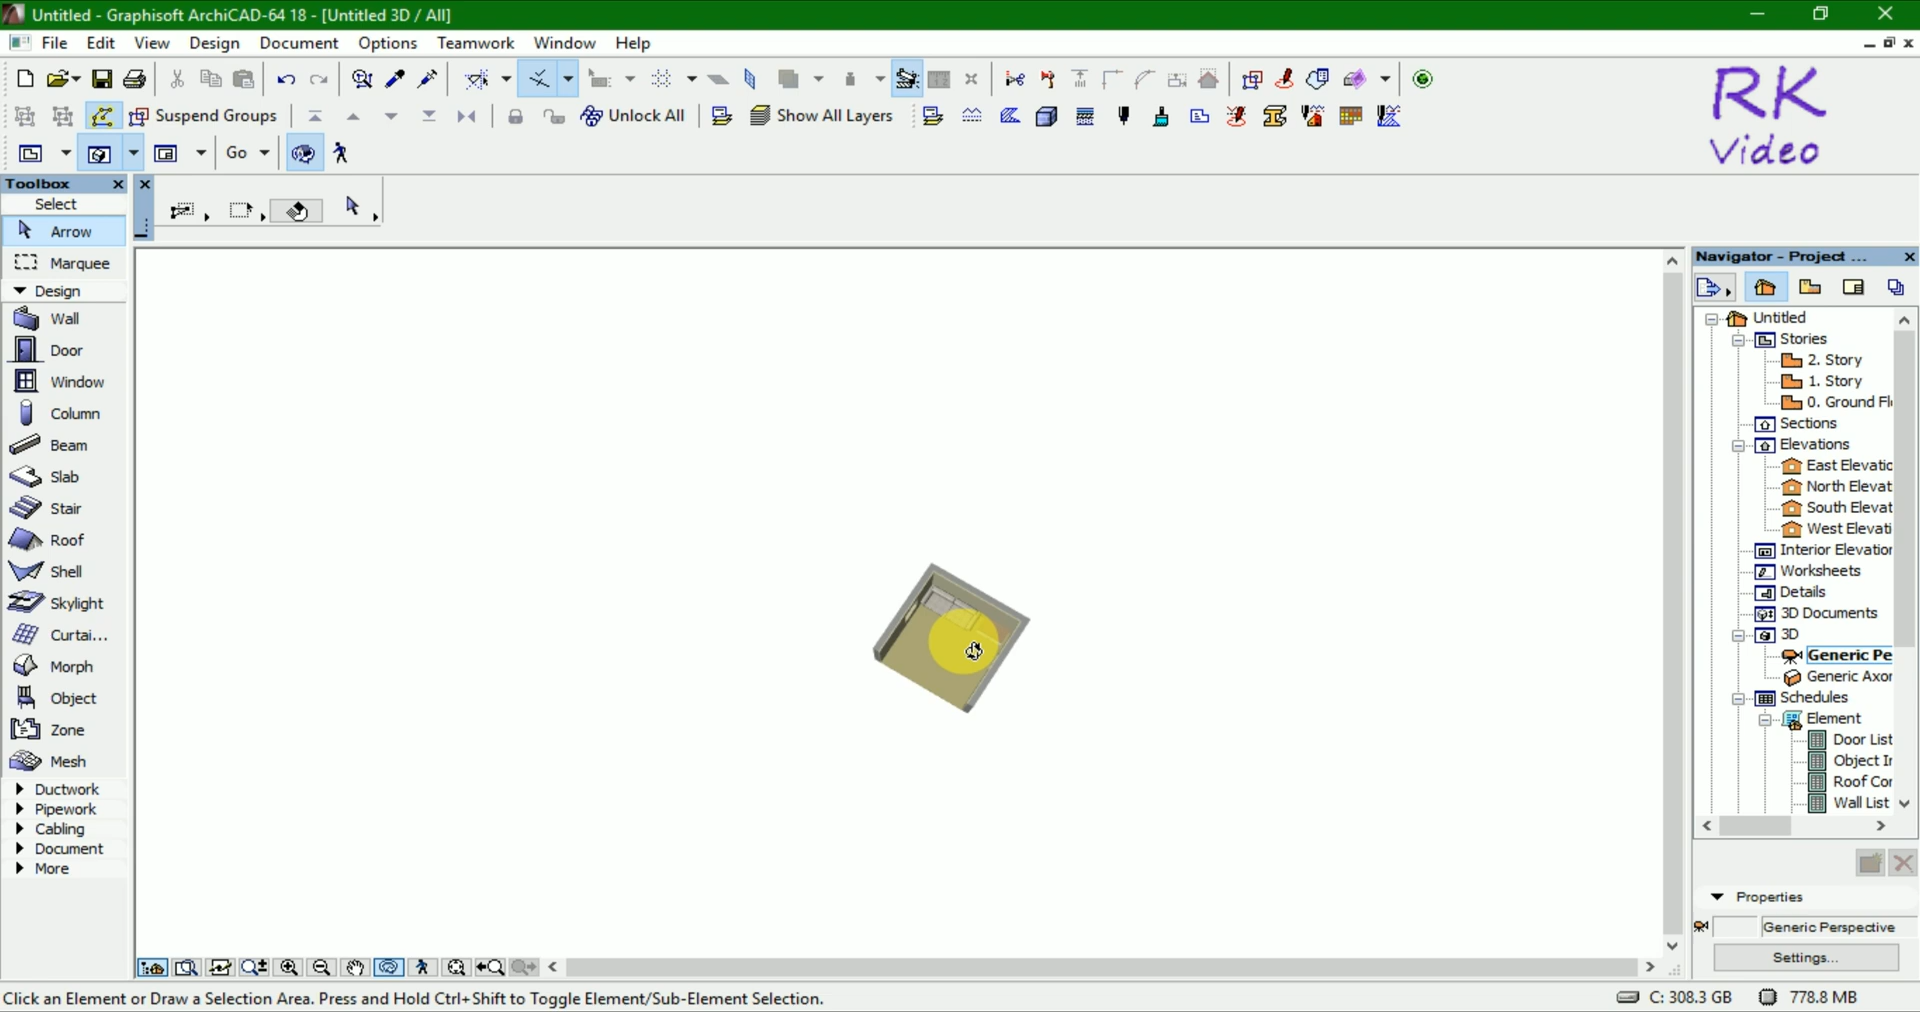 Untitled - Graphisoft ArchiCAD-64 18 - [Untitled 3D / All]
File Edit View Design Document Options Teamwork Window Help
RK
Video
Suspend Groups
Unlock All
Show All Layers
Go
Toolbox
Select
Arrow
Marquee
Design
Wall
Door
Window
Column
Beam
Slab
Stair
Roof
Shell
Skylight
Curtai...
Morph
Object
Zone
Mesh
Ductwork
Pipework
Cabling
Document
More
Navigator - Project ...
Untitled
Stories
2. Story
1. Story
0. Ground Fl
Sections
Elevations
East Elevatio
North Elevat
South Elevat
West Elevati
Interior Elevation
Worksheets
Details
3D Documents
3D
Generic Pe
Generic Axor
Schedules
Element
Door List
Object Ir
Roof Cor
Wall List
Properties
Generic Perspective
Settings...
Click an Element or Draw a Selection Area. Press and Hold Ctrl+Shift to Toggle Element/Sub-Element Selection.
C: 308.3 GB
778.8 MB